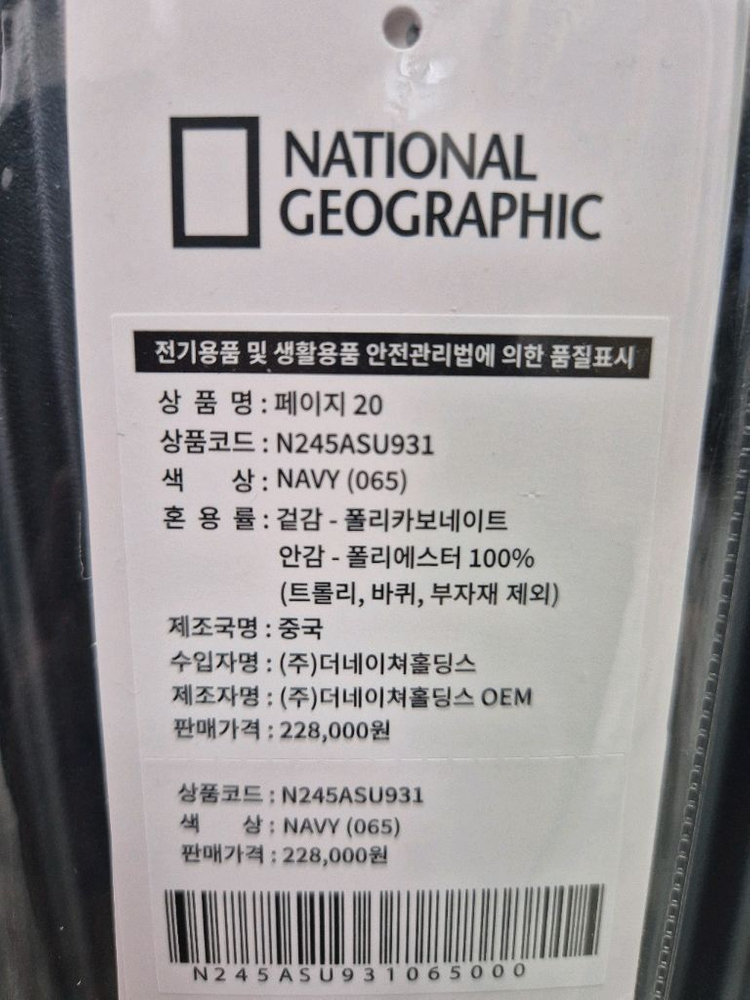 NATIONAL
GEOGRAPHIC
전기용품 및 생활용품 안전관리법에 의한 품질표시
상 품 명 : 페이지 20
상품코드 : N245ASU931
색 상 : NAVY (065)
혼 용 률 : 겉감 - 폴리카보네이트
안감 - 폴리에스터 100%
(트롤리, 바퀴, 부자재 제외)
제조국명 : 중국
수입자명 : (주)더네이쳐홀딩스
제조자명 : (주)더네이쳐홀딩스 OEM
판매가격 : 228,000원
상품코드 : N245ASU931
색 상 : NAVY (065)
판매가격 : 228,000원
N245ASU931065000